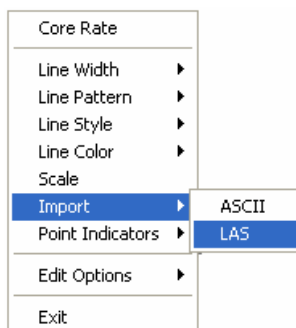 Core Rate
Line Width
Line Pattern
Line Style
Line Color
Scale
Import
ASCII
Point Indicators
LAS
Edit Options
Exit